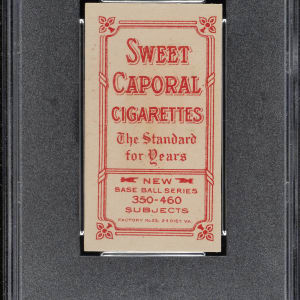 SWEET
CAPORAL
CIGARETTES
The Standard
for Years
NEW
BASE BALL SERIES
350-460
SUBJECTS
FACTORY No 25, 2nd DIST. VA.